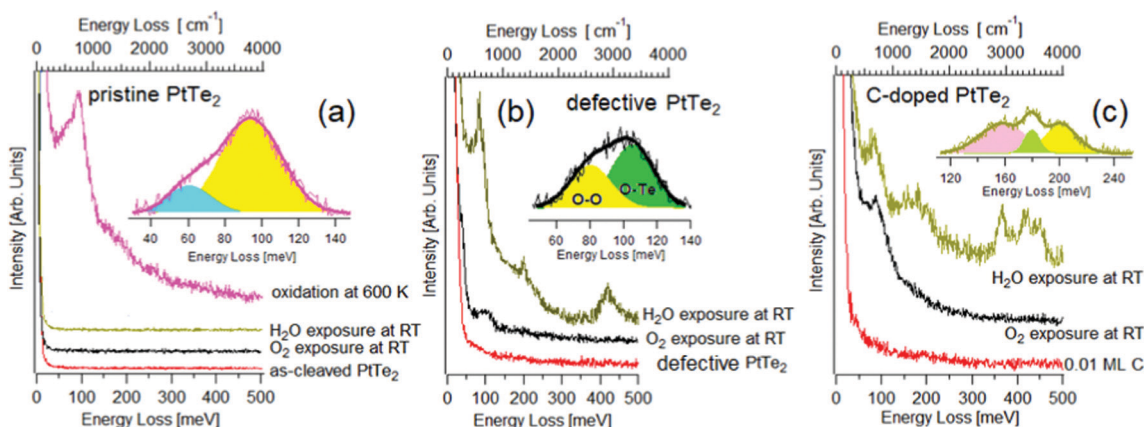 Energy Loss [ cm⁻¹ ]
0 1000 2000 3000 4000
pristine PtTe₂
(a)
Intensity [Arb. Units]
40 60 80 100 120 140
Energy Loss [meV]
oxidation at 600 K
H₂O exposure at RT
O₂ exposure at RT
as-cleaved PtTe₂
0 100 200 300 400 500
Energy Loss [meV]
Energy Loss [ cm⁻¹ ]
0 1000 2000 3000 4000
(b)
defective PtTe₂
Intensity [Arb. Units]
O-O
O-Te
60 80 100 120 140
Energy Loss [meV]
H₂O exposure at RT
O₂ exposure at RT
defective PtTe₂
0 100 200 300 400 500
Energy Loss [meV]
Energy Loss [ cm⁻¹ ]
0 1000 2000 3000 4000
C-doped PtTe₂
(c)
Intensity [Arb. Units]
120 160 200 240
Energy Loss [meV]
H₂O exposure at RT
O₂ exposure at RT
0.01 ML C
0 100 200 300 400 500
Energy Loss [meV]